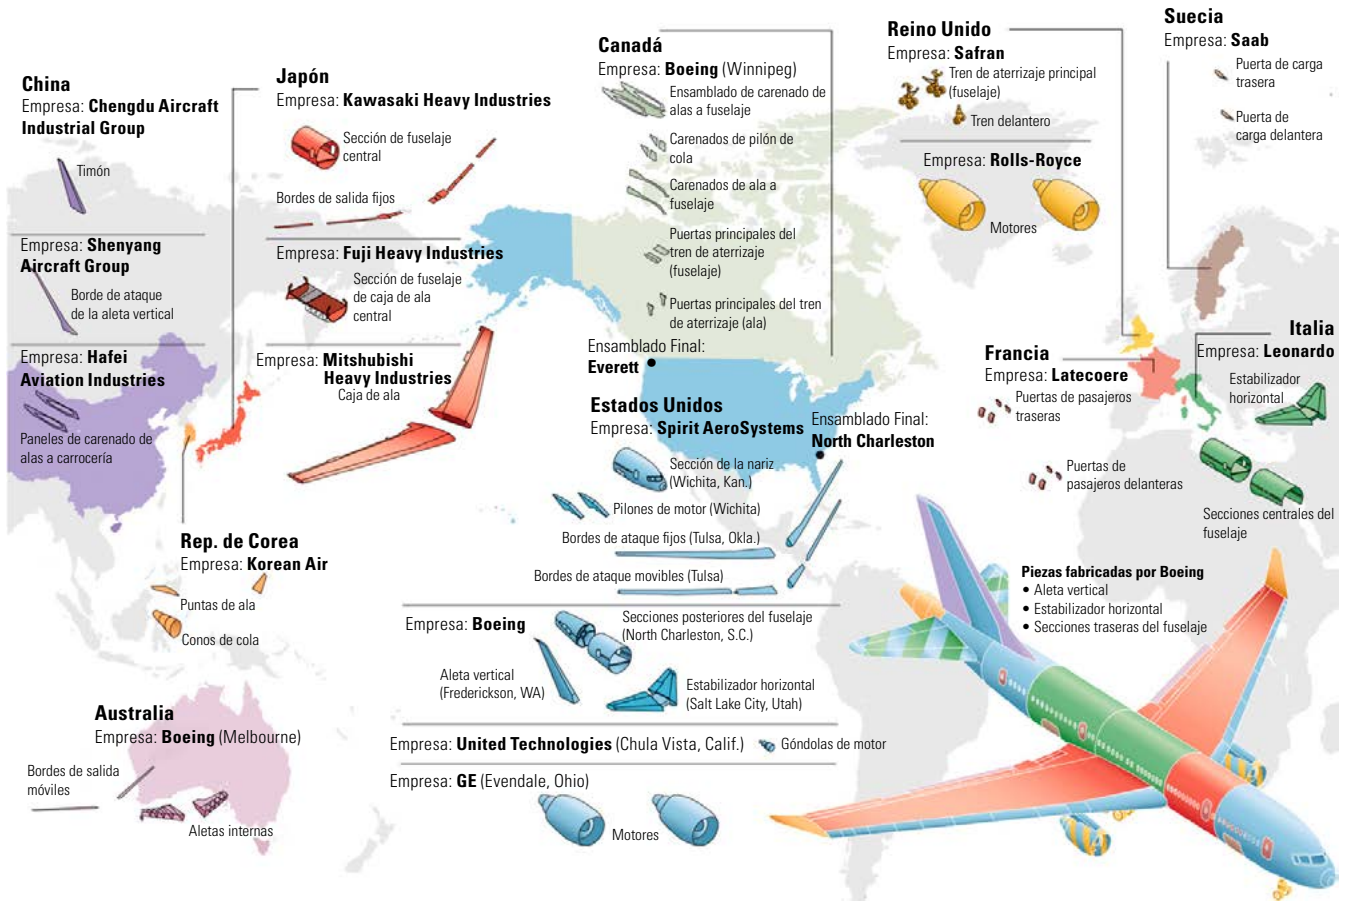 China
Empresa: Chengdu Aircraft
Industrial Group
Timón
Empresa: Shenyang
Aircraft Group
Borde de ataque
de la aleta vertical
Empresa: Hafei
Aviation Industries
Paneles de carenado de
alas a carrocería
Japón
Empresa: Kawasaki Heavy Industries
Sección de fuselaje
central
Bordes de salida fijos
Empresa: Fuji Heavy Industries
Sección de fuselaje
de caja de ala
central
Empresa: Mitshubishi
Heavy Industries
Caja de ala
Rep. de Corea
Empresa: Korean Air
Puntas de ala
Conos de cola
Australia
Empresa: Boeing (Melbourne)
Bordes de salida
móviles
Aletas internas
Canadá
Empresa: Boeing (Winnipeg)
Ensamblado de carenado de
alas a fuselaje
Carenados de pilón de
cola
Carenados de ala a
fuselaje
Puertas principales del
tren de aterrizaje
(fuselaje)
Puertas principales del tren
de aterrizaje (ala)
Ensamblado Final:
Everett
Estados Unidos
Empresa: Spirit AeroSystems
Ensamblado Final:
North Charleston
Sección de la nariz
(Wichita, Kan.)
Pilones de motor (Wichita)
Bordes de ataque fijos (Tulsa, Okla.)
Bordes de ataque movibles (Tulsa)
Empresa: Boeing
Secciones posteriores del fuselaje
(North Charleston, S.C.)
Aleta vertical
(Frederickson, WA)
Estabilizador horizontal
(Salt Lake City, Utah)
Empresa: United Technologies (Chula Vista, Calif.)
Góndolas de motor
Empresa: GE (Evendale, Ohio)
Motores
Reino Unido
Empresa: Safran
Tren de aterrizaje principal
(fuselaje)
Tren delantero
Empresa: Rolls-Royce
Motores
Suecia
Empresa: Saab
Puerta de carga
trasera
Puerta de
carga delantera
Francia
Empresa: Latecoere
Puertas de pasajeros
traseras
Puertas de
pasajeros delanteras
Italia
Empresa: Leonardo
Estabilizador
horizontal
Secciones centrales del
fuselaje
Piezas fabricadas por Boeing
• Aleta vertical
• Estabilizador horizontal
• Secciones traseras del fuselaje